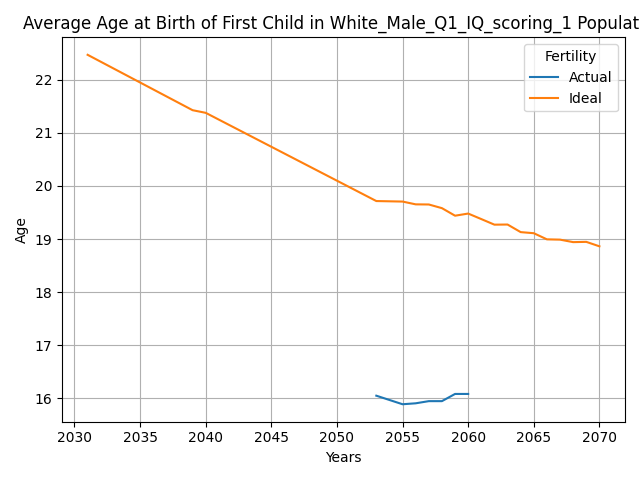 Average Age at Birth of First Child in White_Male_Q1_IQ_scoring_1 Populat
Fertility
Actual
Ideal
22
21
20
19
18
17
16
Age
2030 2035 2040 2045 2050 2055 2060 2065 2070
Years